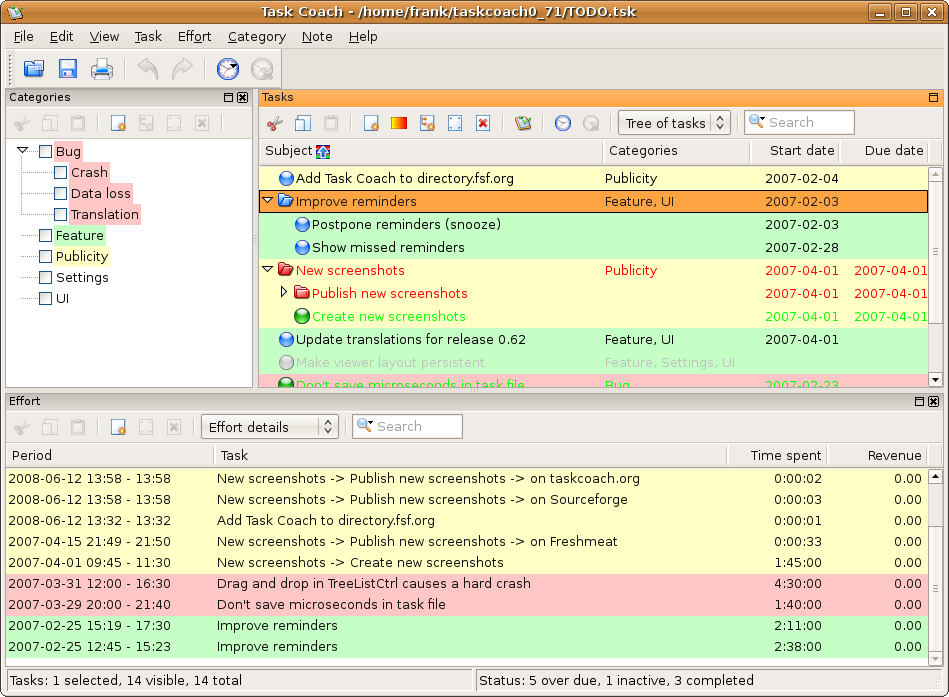 Task Coach - /home/frank/taskcoach0_71/TODO.tsk
File Edit View Task Effort Category Note Help
Categories
Bug
Crash
Data loss
Translation
Feature
Publicity
Settings
UI
Tasks
Tree of tasks Search
Subject Categories Start date Due date
Add Task Coach to directory.fsf.org Publicity 2007-02-04
Improve reminders Feature, UI 2007-02-03
Postpone reminders (snooze) 2007-02-03
Show missed reminders 2007-02-28
New screenshots Publicity 2007-04-01 2007-04-01
Publish new screenshots 2007-04-01 2007-04-01
Create new screenshots 2007-04-01 2007-04-01
Update translations for release 0.62 Feature, UI 2007-04-01
Make viewer layout persistent Feature, Settings, UI
Don't save microseconds in task file Bug 2007-02-23
Effort
Effort details Search
Period Task Time spent Revenue
2008-06-12 13:58 - 13:58 New screenshots -> Publish new screenshots -> on taskcoach.org 0:00:02 0.00
2008-06-12 13:58 - 13:58 New screenshots -> Publish new screenshots -> on Sourceforge 0:00:03 0.00
2008-06-12 13:32 - 13:32 Add Task Coach to directory.fsf.org 0:00:01 0.00
2007-04-15 21:49 - 21:50 New screenshots -> Publish new screenshots -> on Freshmeat 0:00:33 0.00
2007-04-01 09:45 - 11:30 New screenshots -> Create new screenshots 1:45:00 0.00
2007-03-31 12:00 - 16:30 Drag and drop in TreeListCtrl causes a hard crash 4:30:00 0.00
2007-03-29 20:00 - 21:40 Don't save microseconds in task file 1:40:00 0.00
2007-02-25 15:19 - 17:30 Improve reminders 2:11:00 0.00
2007-02-25 12:45 - 15:23 Improve reminders 2:38:00 0.00
Tasks: 1 selected, 14 visible, 14 total Status: 5 over due, 1 inactive, 3 completed